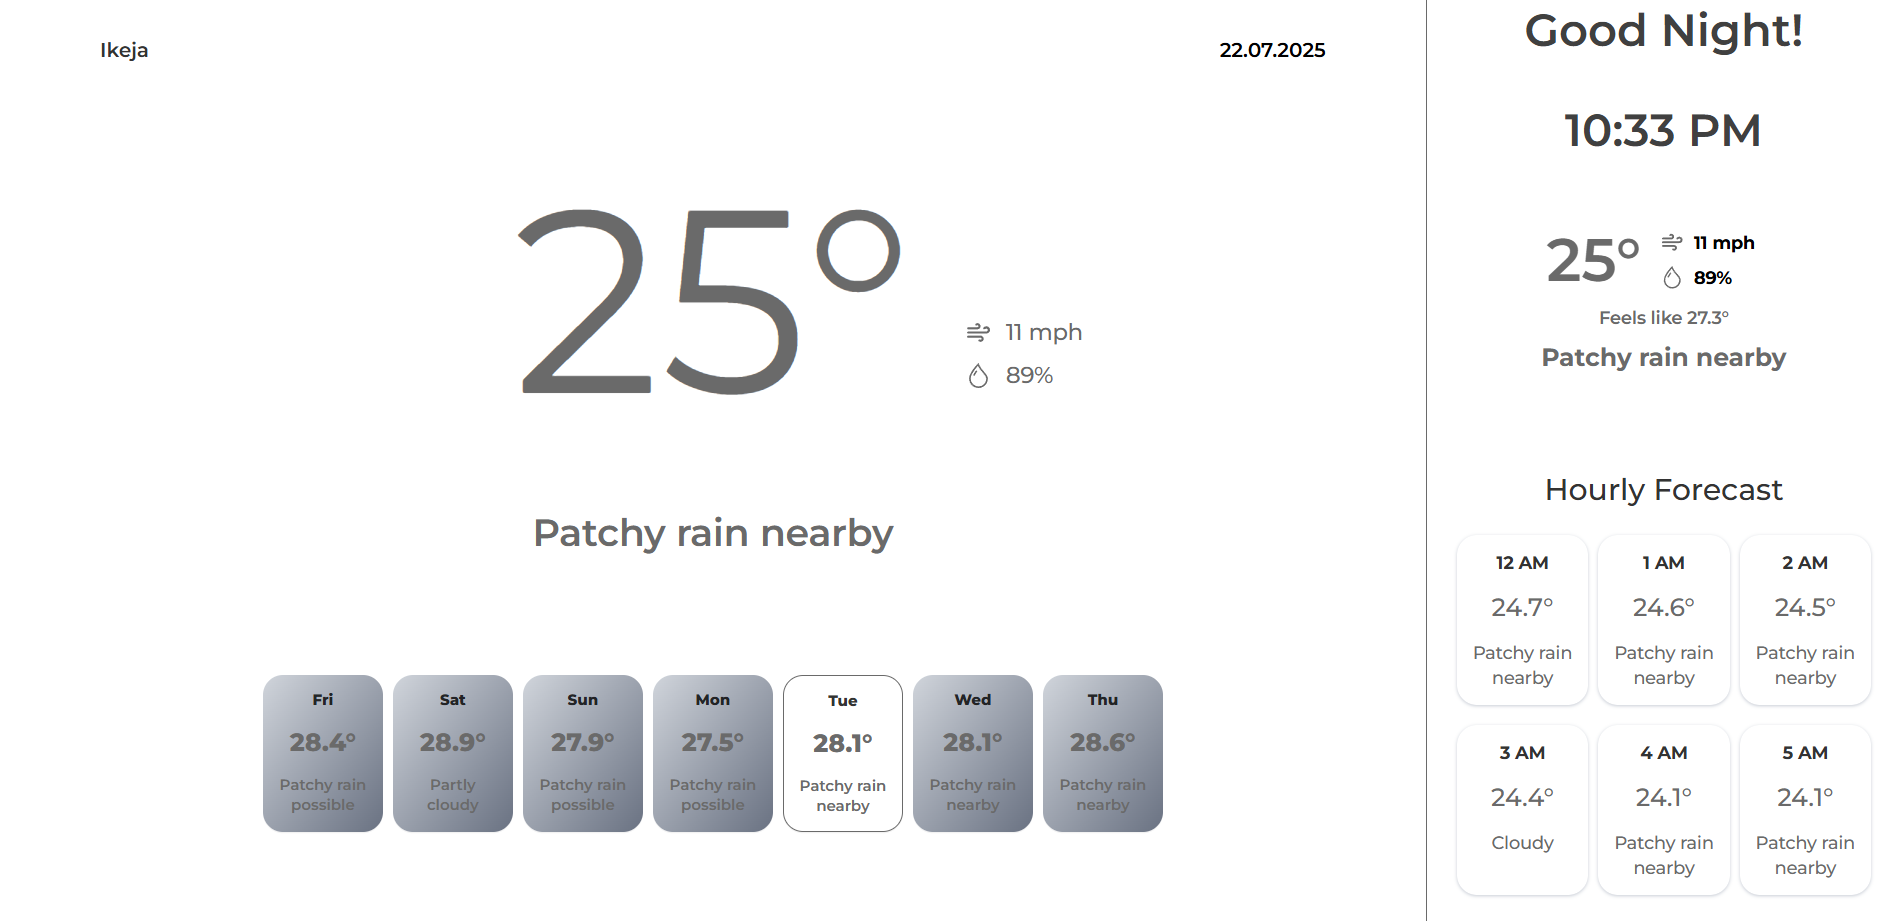 Ikeja
22.07.2025
25°
11 mph
89%
Patchy rain nearby
Fri
28.4°
Patchy rain
possible
Sat
28.9°
Partly
cloudy
Sun
27.9°
Patchy rain
possible
Mon
27.5°
Patchy rain
possible
Tue
28.1°
Patchy rain
nearby
Wed
28.1°
Patchy rain
nearby
Thu
28.6°
Patchy rain
nearby
Good Night!
10:33 PM
25°
11 mph
89%
Feels like 27.3°
Patchy rain nearby
Hourly Forecast
12 AM
24.7°
Patchy rain
nearby
1 AM
24.6°
Patchy rain
nearby
2 AM
24.5°
Patchy rain
nearby
3 AM
24.4°
Cloudy
4 AM
24.1°
Patchy rain
nearby
5 AM
24.1°
Patchy rain
nearby